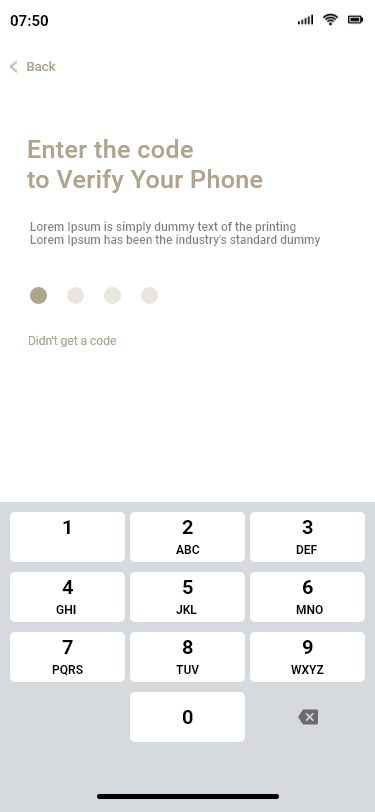 07:50
Back
Enter the code
to Verify Your Phone
Lorem Ipsum is simply dummy text of the printing
Lorem Ipsum has been the industry's standard dummy
Didn't get a code
1
2
ABC
3
DEF
4
GHI
5
JKL
6
MNO
7
PQRS
8
TUV
9
WXYZ
0